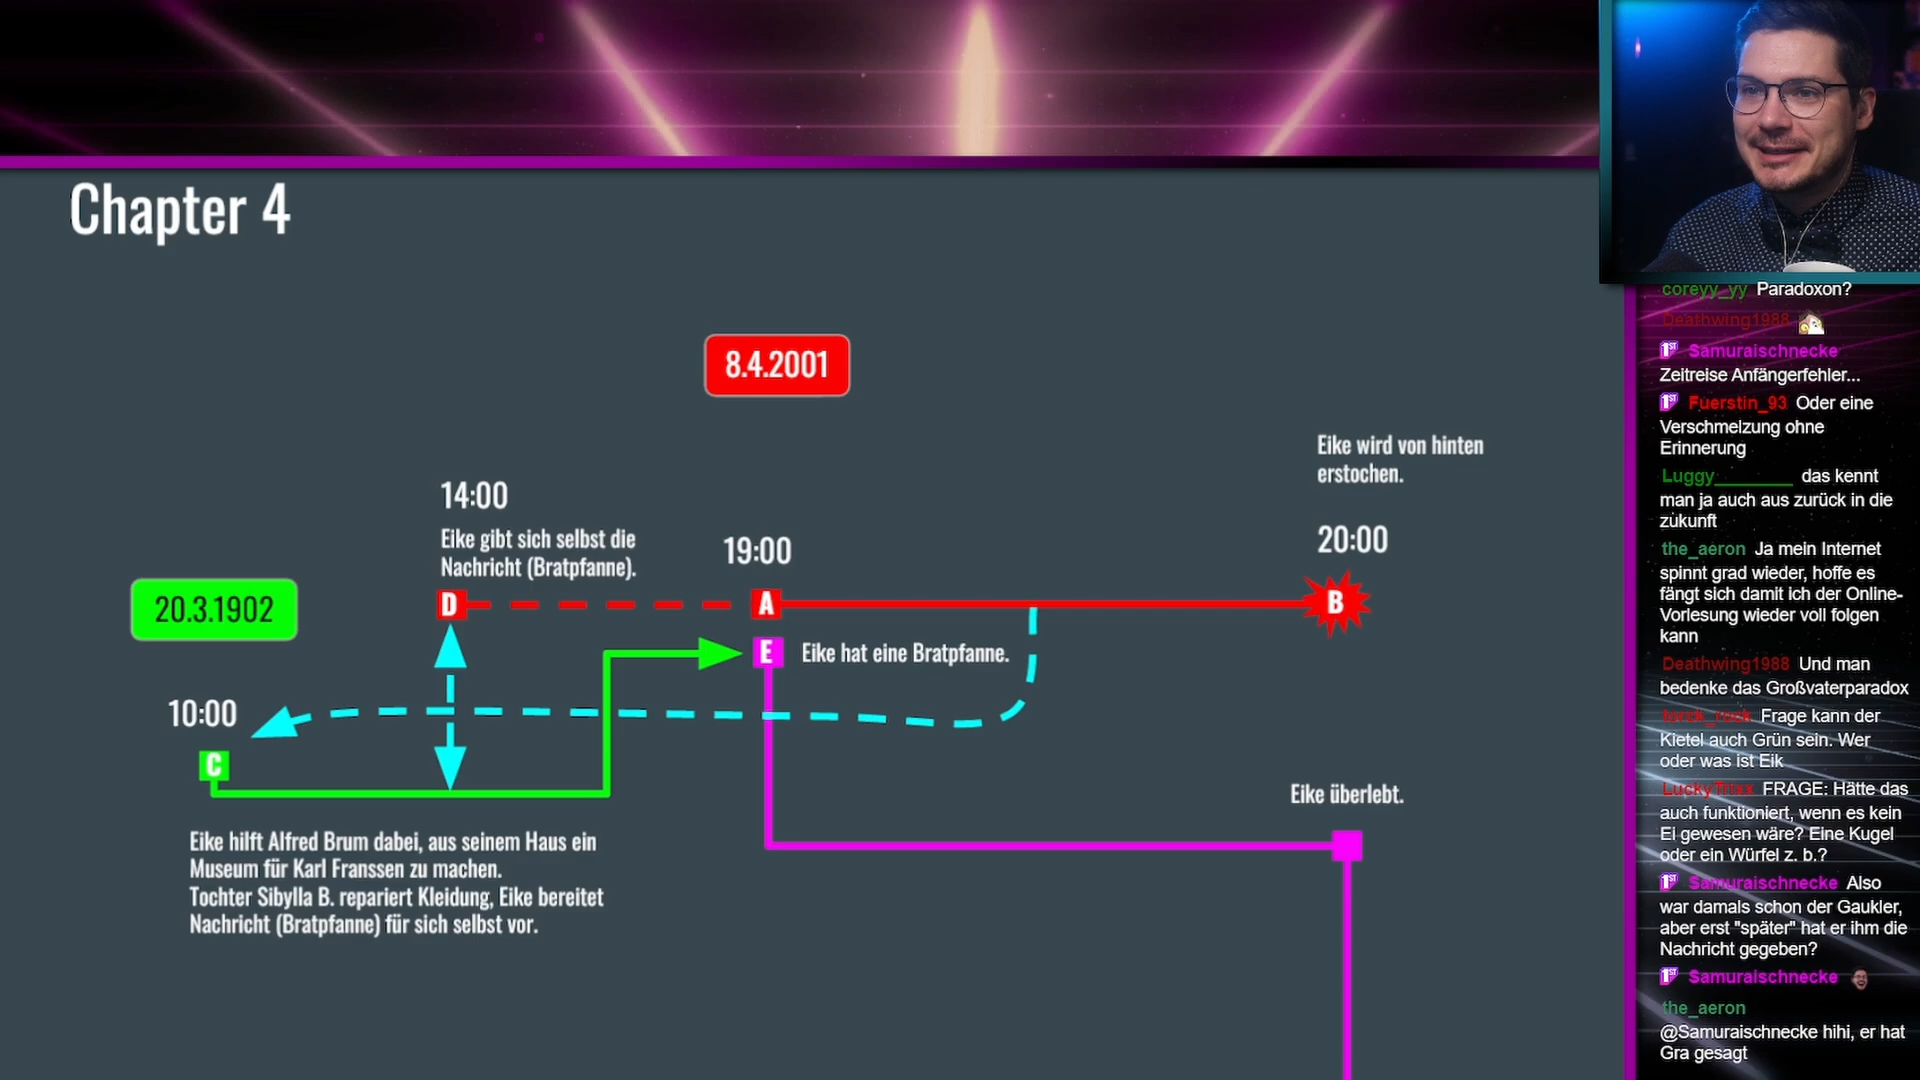 Chapter 4
8.4.2001
Eike wird von hinten
erstochen.
14:00
Eike gibt sich selbst die
Nachricht (Bratpfanne).
19:00
20:00
20.3.1902
D
A
B
E
Eike hat eine Bratpfanne.
10:00
C
Eike überlebt.
Eike hilft Alfred Brum dabei, aus seinem Haus ein
Museum für Karl Franssen zu machen.
Tochter Sibylla B. repariert Kleidung, Eike bereitet
Nachricht (Bratpfanne) für sich selbst vor.
coreyy_yy Paradoxon?
Deathwing1988
1ST Samuraischnecke
Zeitreise Anfängerfehler...
1ST Fuerstin_93 Oder eine
Verschmelzung ohne
Erinnerung
Luggy________ das kennt
man ja auch aus zurück in die
zukunft
the_aeron Ja mein Internet
spinnt grad wieder, hoffe es
fängt sich damit ich der Online-
Vorlesung wieder voll folgen
kann
Deathwing1988 Und man
bedenke das Großvaterparadox
Frage kann der
Kietel auch Grün sein. Wer
oder was ist Eik
FRAGE: Hätte das
auch funktioniert, wenn es kein
Ei gewesen wäre? Eine Kugel
oder ein Würfel z. b.?
1ST Samuraischnecke Also
war damals schon der Gaukler,
aber erst "später" hat er ihm die
Nachricht gegeben?
1ST Samuraischnecke
the_aeron
@Samuraischnecke hihi, er hat
Gra gesagt